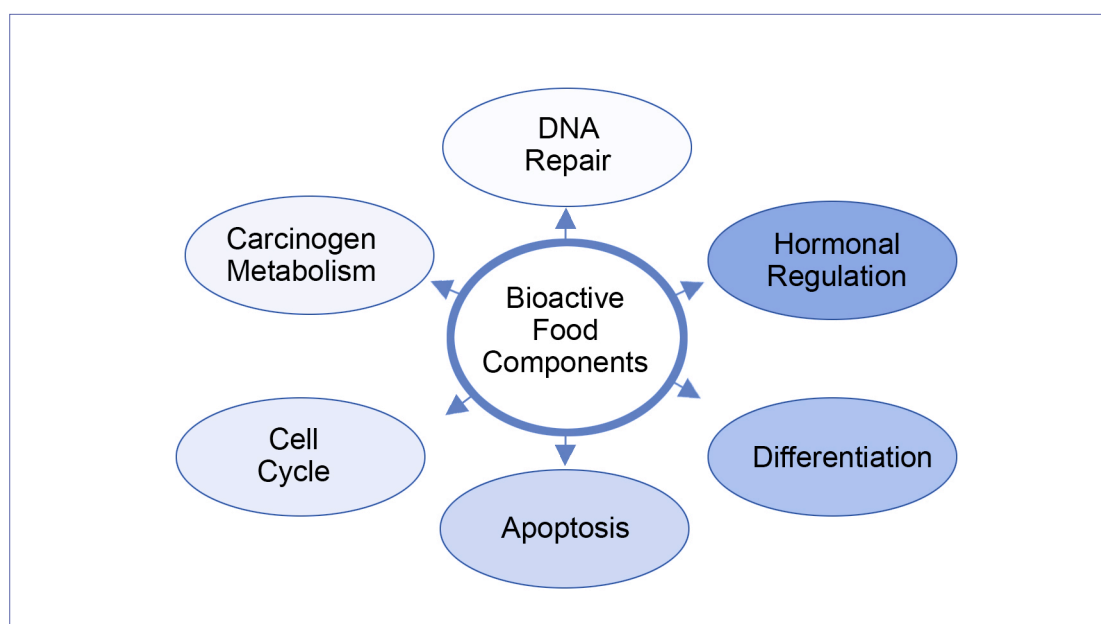 DNA
Repair
Carcinogen
Metabolism
Hormonal
Regulation
Bioactive
Food
Components
Cell
Cycle
Differentiation
Apoptosis